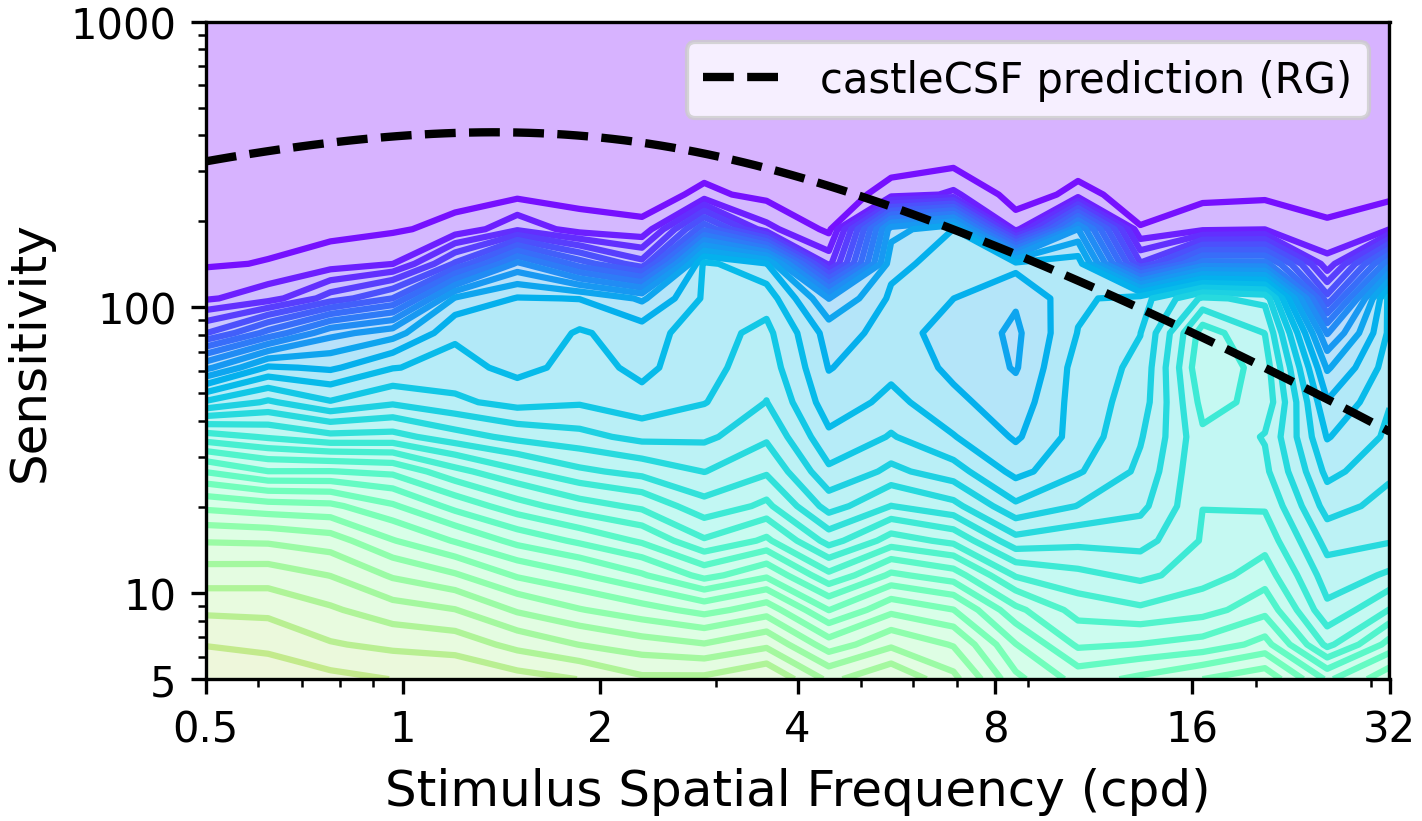 1000
castleCSF prediction (RG)
Sensitivity
100
10
5
0.5 1 2 4 8 16 32
Stimulus Spatial Frequency (cpd)